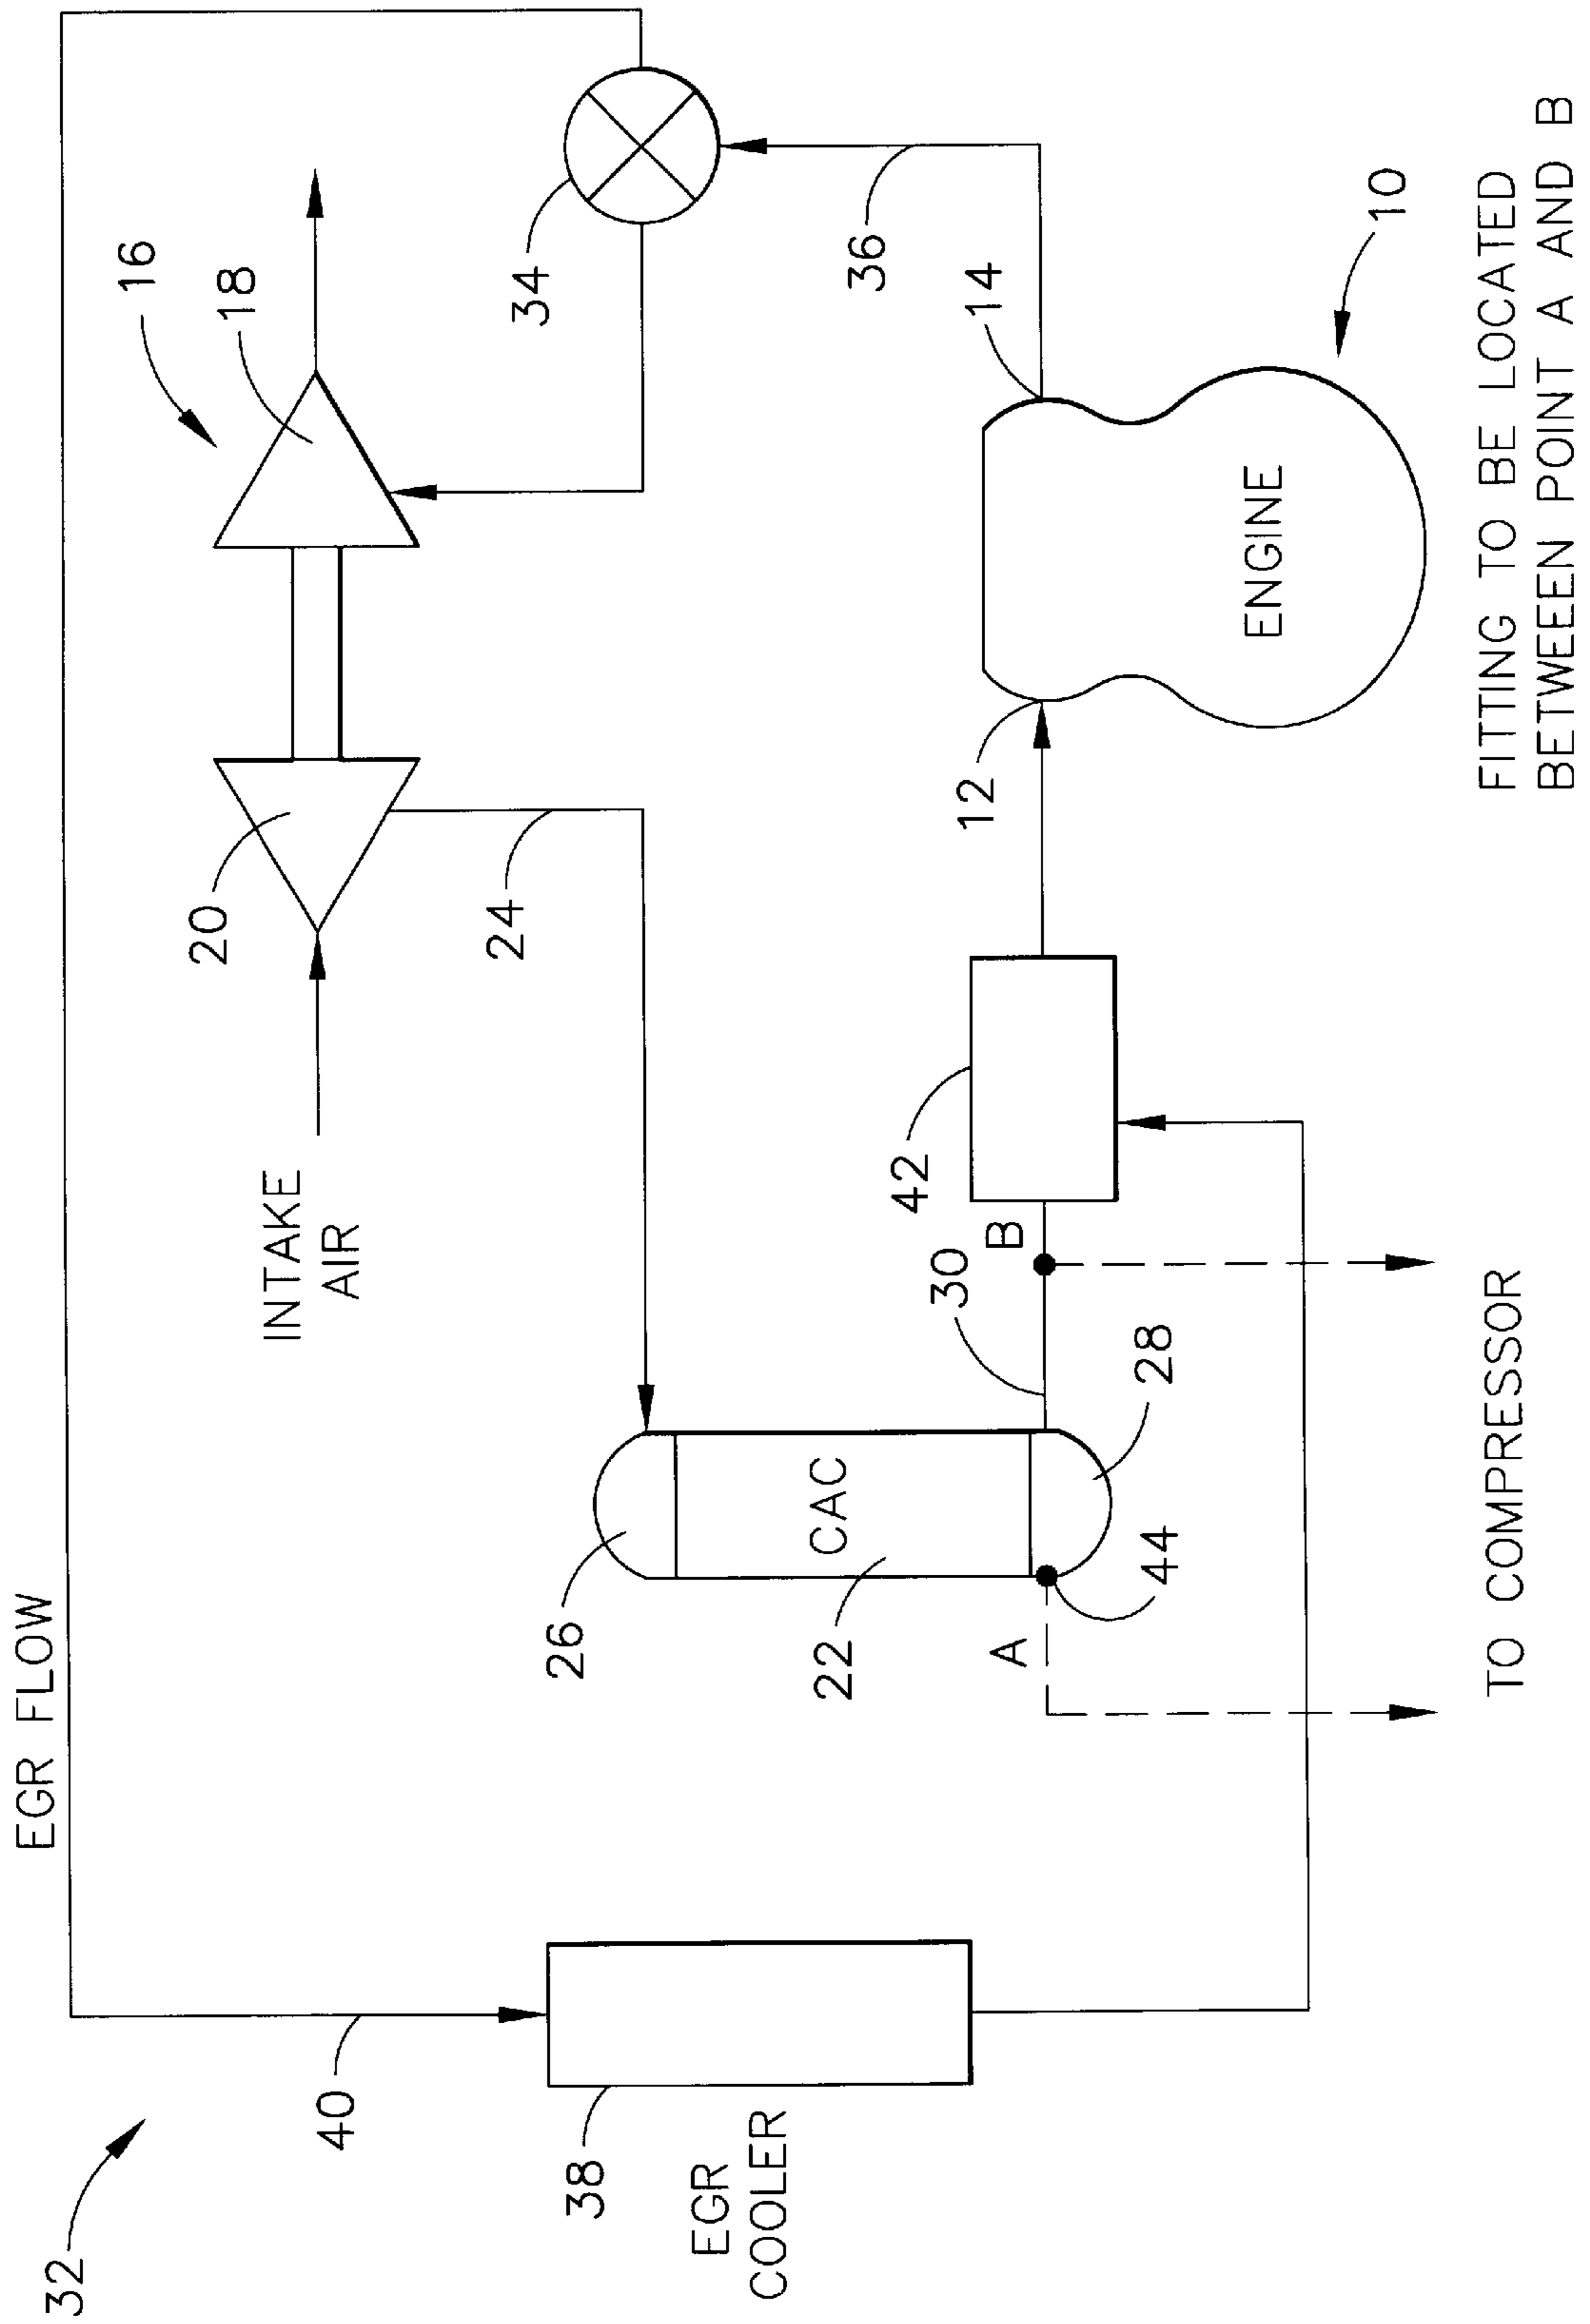 EGR FLOW
32
16
20
18
INTAKE
AIR
40
24
34
26
38
EGR
COOLER
CAC
22
36
42
30
12
14
B
A
28
44
ENGINE
10
TO COMPRESSOR
FITTING TO BE LOCATED
BETWEEEN POINT A AND B